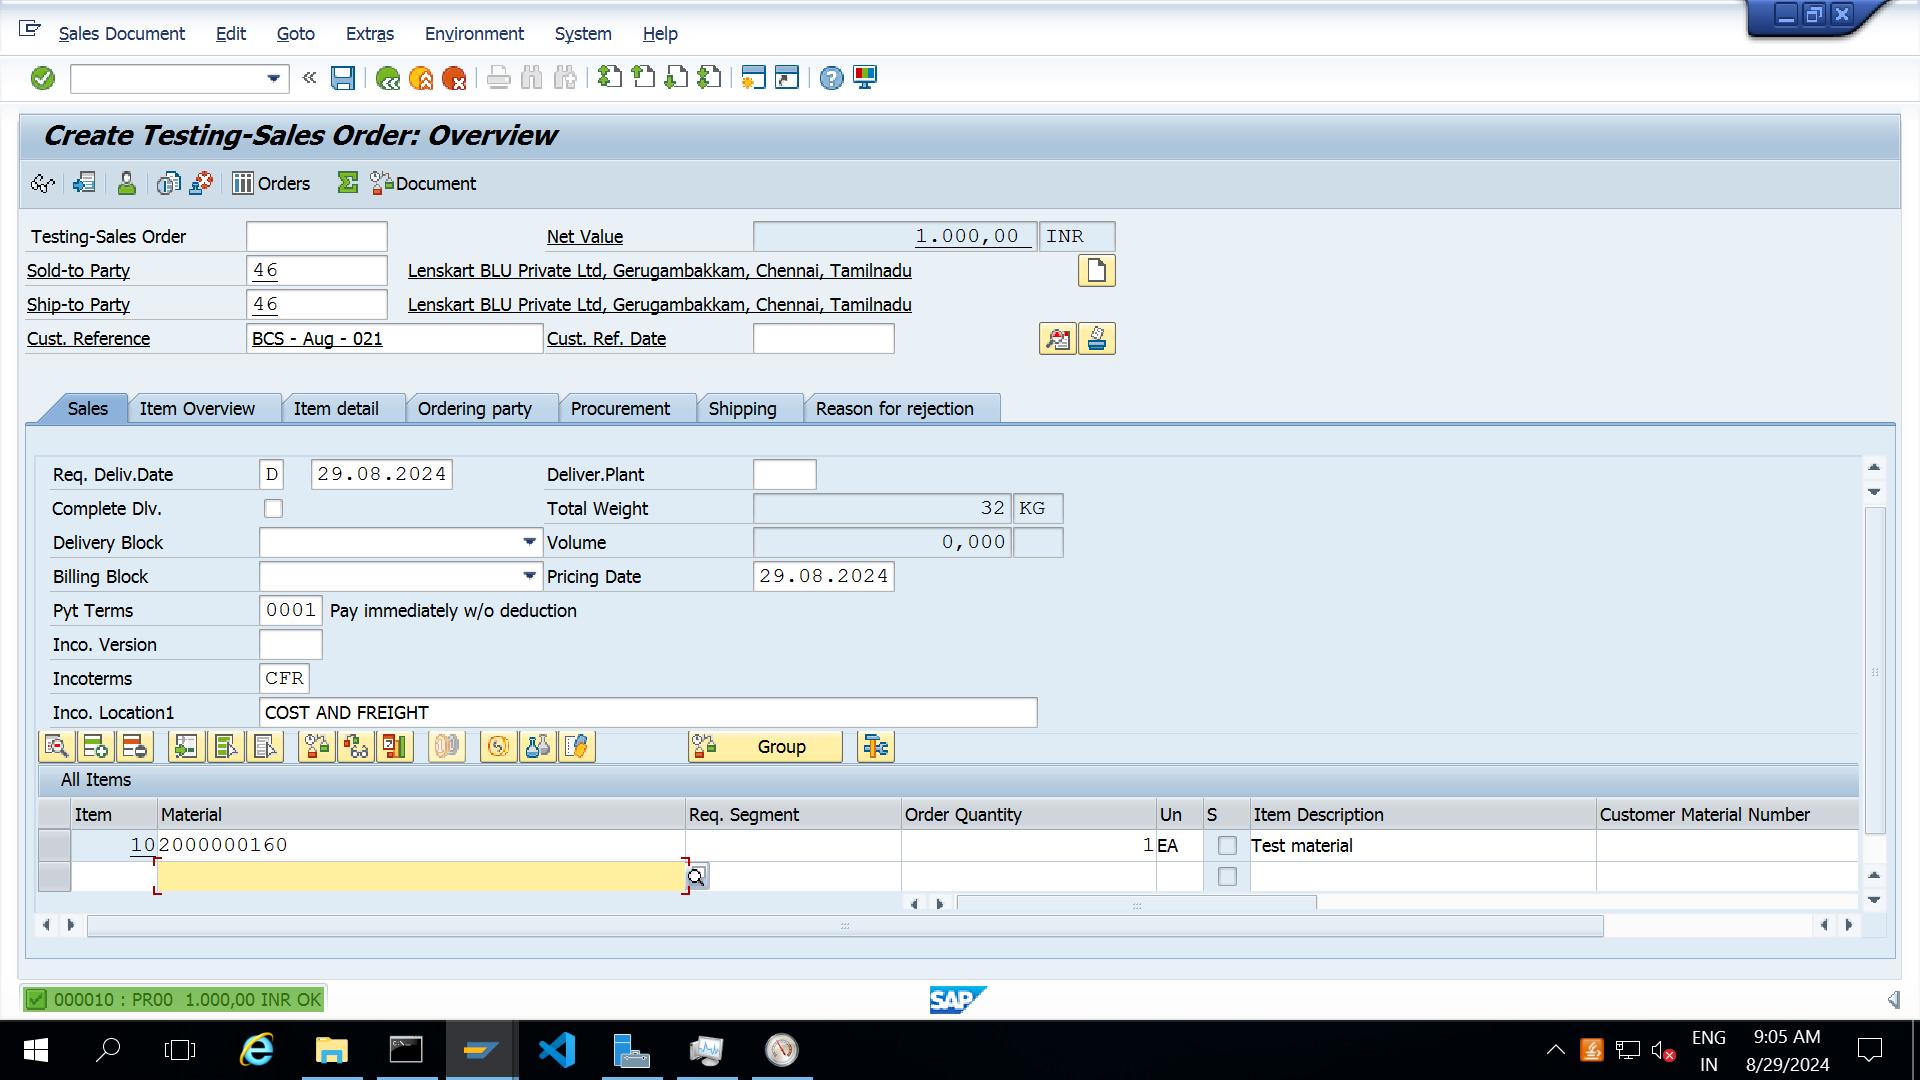 Sales Document Edit Goto Extras Environment System Help
Create Testing-Sales Order: Overview
Orders Document
Testing-Sales Order Net Value 1.000,00 INR
Sold-to Party 46 Lenskart BLU Private Ltd, Gerugambakkam, Chennai, Tamilnadu
Ship-to Party 46 Lenskart BLU Private Ltd, Gerugambakkam, Chennai, Tamilnadu
Cust. Reference BCS - Aug - 021 Cust. Ref. Date
Sales Item Overview Item detail Ordering party Procurement Shipping Reason for rejection
Req. Deliv.Date D 29.08.2024 Deliver.Plant
Complete Dlv. Total Weight 32 KG
Delivery Block Volume 0,000
Billing Block Pricing Date 29.08.2024
Pyt Terms 0001 Pay immediately w/o deduction
Inco. Version
Incoterms CFR
Inco. Location1 COST AND FREIGHT
Group
All Items
Item Material Req. Segment Order Quantity Un S Item Description Customer Material Number
10 2000000160 1 EA Test material
000010 : PR00 1.000,00 INR OK
SAP
ENG 9:05 AM
IN 8/29/2024